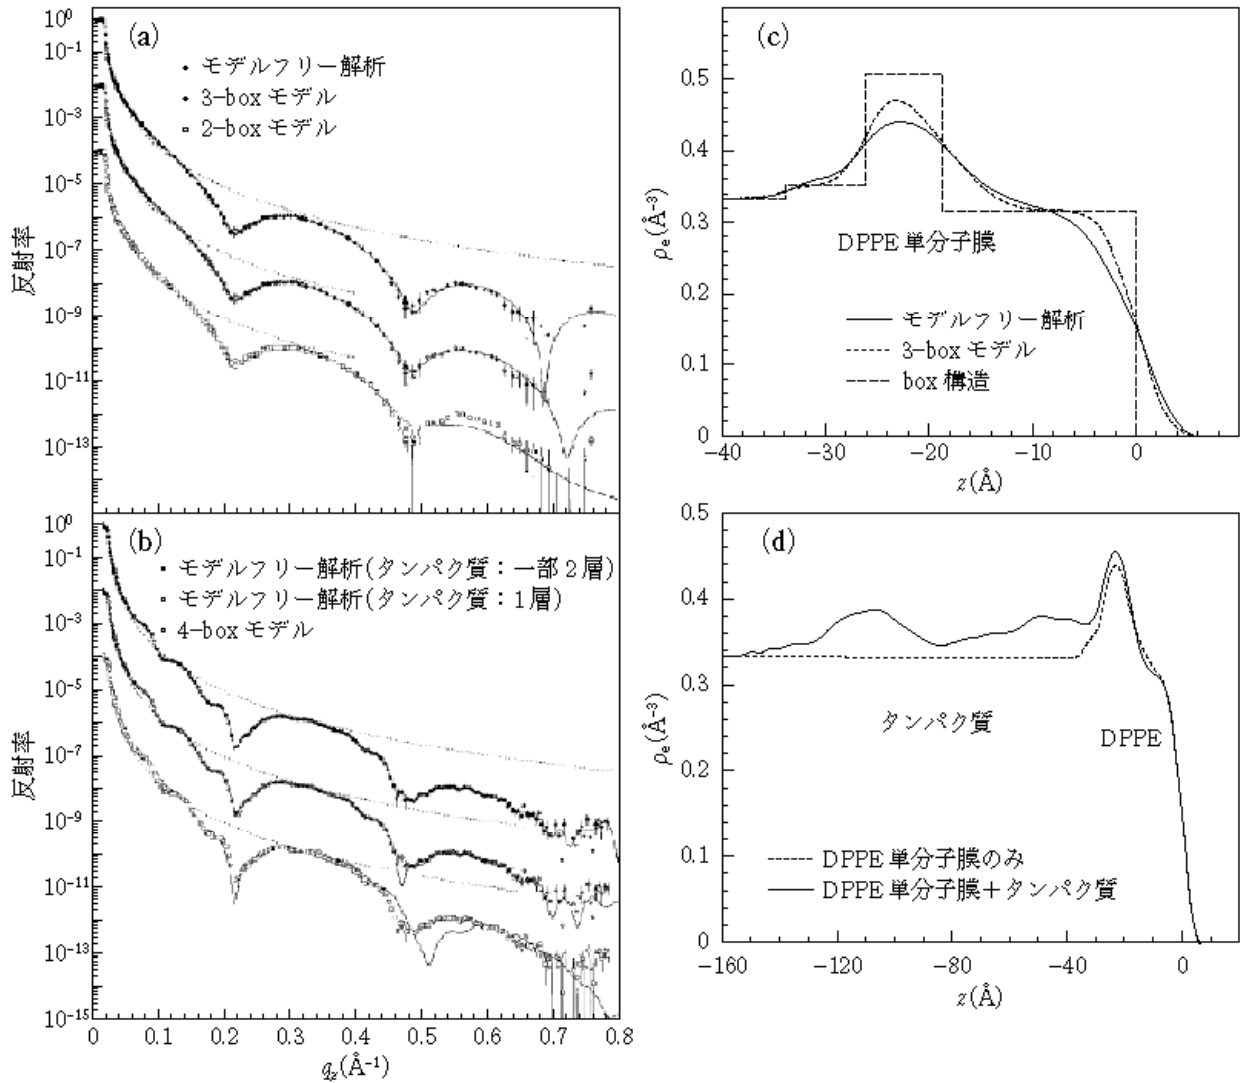 (a)
モデルフリー解析
3-box モデル
2-box モデル
反射率
10⁰
10⁻¹
10⁻³
10⁻⁵
10⁻⁷
10⁻⁹
10⁻¹¹
10⁻¹³
(b)
モデルフリー解析(タンパク質：一部2層)
モデルフリー解析(タンパク質：1層)
4-box モデル
反射率
10⁰
10⁻¹
10⁻³
10⁻⁵
10⁻⁷
10⁻⁹
10⁻¹¹
10⁻¹³
10⁻¹⁵
0 0.1 0.2 0.3 0.4 0.5 0.6 0.7 0.8
q_z(Å⁻¹)
(c)
0.5
0.4
0.3
0.2
0.1
0
ρₑ(Å⁻³)
DPPE 単分子膜
モデルフリー解析
3-box モデル
box 構造
−40 −30 −20 −10 0
z(Å)
(d)
0.5
0.4
0.3
0.2
0.1
0
ρₑ(Å⁻³)
タンパク質
DPPE
DPPE 単分子膜のみ
DPPE 単分子膜＋タンパク質
−160 −120 −80 −40 0
z(Å)